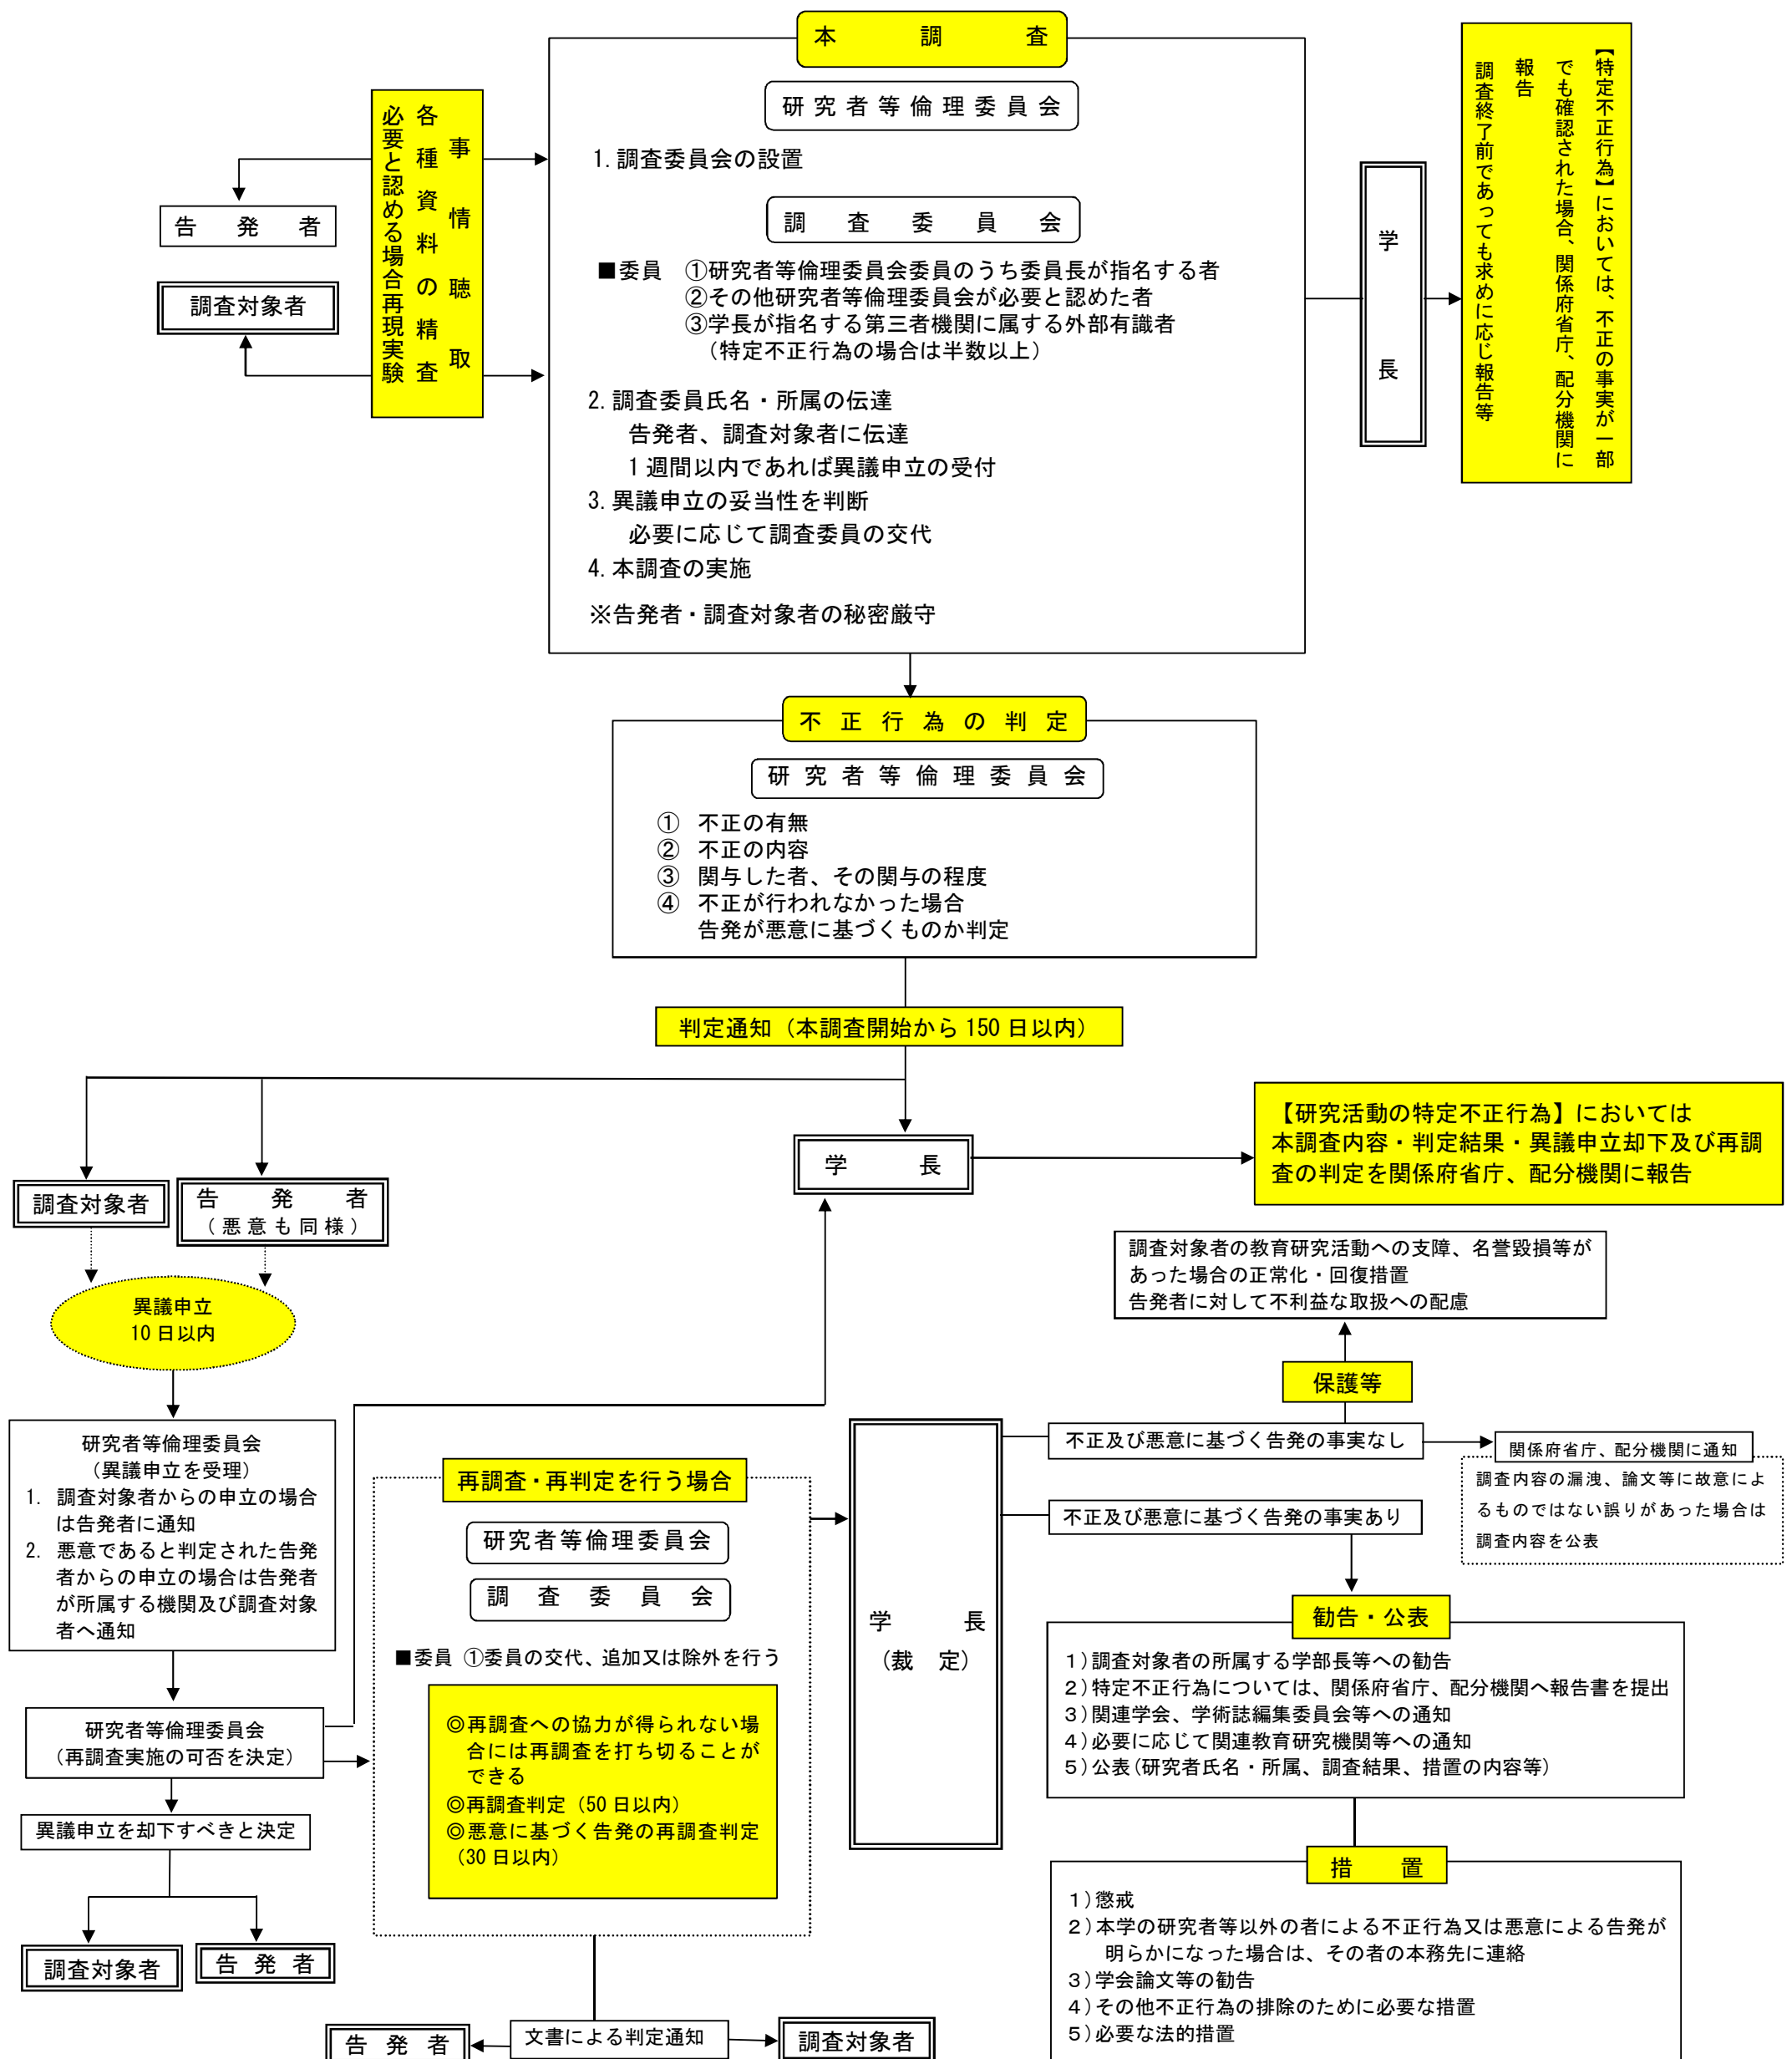 本調査
研究者等倫理委員会
1. 調査委員会の設置
調査委員会
■委員 ①研究者等倫理委員会委員のうち委員長が指名する者
②その他研究者等倫理委員会が必要と認めた者
③学長が指名する第三者機関に属する外部有識者
（特定不正行為の場合は半数以上）
2. 調査委員氏名・所属の伝達
告発者、調査対象者に伝達
1 週間以内であれば異議申立の受付
3. 異議申立の妥当性を判断
必要に応じて調査委員の交代
4. 本調査の実施
※告発者・調査対象者の秘密厳守
事情聴取
各種資料の精査
必要と認める場合再現実験
告発者
調査対象者
学長
【特定不正行為】においては、不正の事実が一部
でも確認された場合、関係府省庁、配分機関に
報告
調査終了前であっても求めに応じ報告等
不正行為の判定
研究者等倫理委員会
① 不正の有無
② 不正の内容
③ 関与した者、その関与の程度
④ 不正が行われなかった場合
告発が悪意に基づくものか判定
判定通知（本調査開始から 150 日以内）
学長
【研究活動の特定不正行為】においては
本調査内容・判定結果・異議申立却下及び再調
査の判定を関係府省庁、配分機関に報告
調査対象者
告発者
（悪意も同様）
異議申立
10 日以内
研究者等倫理委員会
（異議申立を受理）
1. 調査対象者からの申立の場合
は告発者に通知
2. 悪意であると判定された告発
者からの申立の場合は告発者
が所属する機関及び調査対象
者へ通知
研究者等倫理委員会
（再調査実施の可否を決定）
異議申立を却下すべきと決定
調査対象者
告発者
再調査・再判定を行う場合
研究者等倫理委員会
調査委員会
■委員 ①委員の交代、追加又は除外を行う
◎再調査への協力が得られない場
合には再調査を打ち切ることが
できる
◎再調査判定（50 日以内）
◎悪意に基づく告発の再調査判定
（30 日以内）
文書による判定通知
告発者
調査対象者
学長
（裁定）
調査対象者の教育研究活動への支障、名誉毀損等が
あった場合の正常化・回復措置
告発者に対して不利益な取扱への配慮
保護等
不正及び悪意に基づく告発の事実なし
関係府省庁、配分機関に通知
調査内容の漏洩、論文等に故意によ
るものではない誤りがあった場合は
調査内容を公表
不正及び悪意に基づく告発の事実あり
勧告・公表
1）調査対象者の所属する学部長等への勧告
2）特定不正行為については、関係府省庁、配分機関へ報告書を提出
3）関連学会、学術誌編集委員会等への通知
4）必要に応じて関連教育研究機関等への通知
5）公表（研究者氏名・所属、調査結果、措置の内容等）
措置
1）懲戒
2）本学の研究者等以外の者による不正行為又は悪意による告発が
明らかになった場合は、その者の本務先に連絡
3）学会論文等の勧告
4）その他不正行為の排除のために必要な措置
5）必要な法的措置